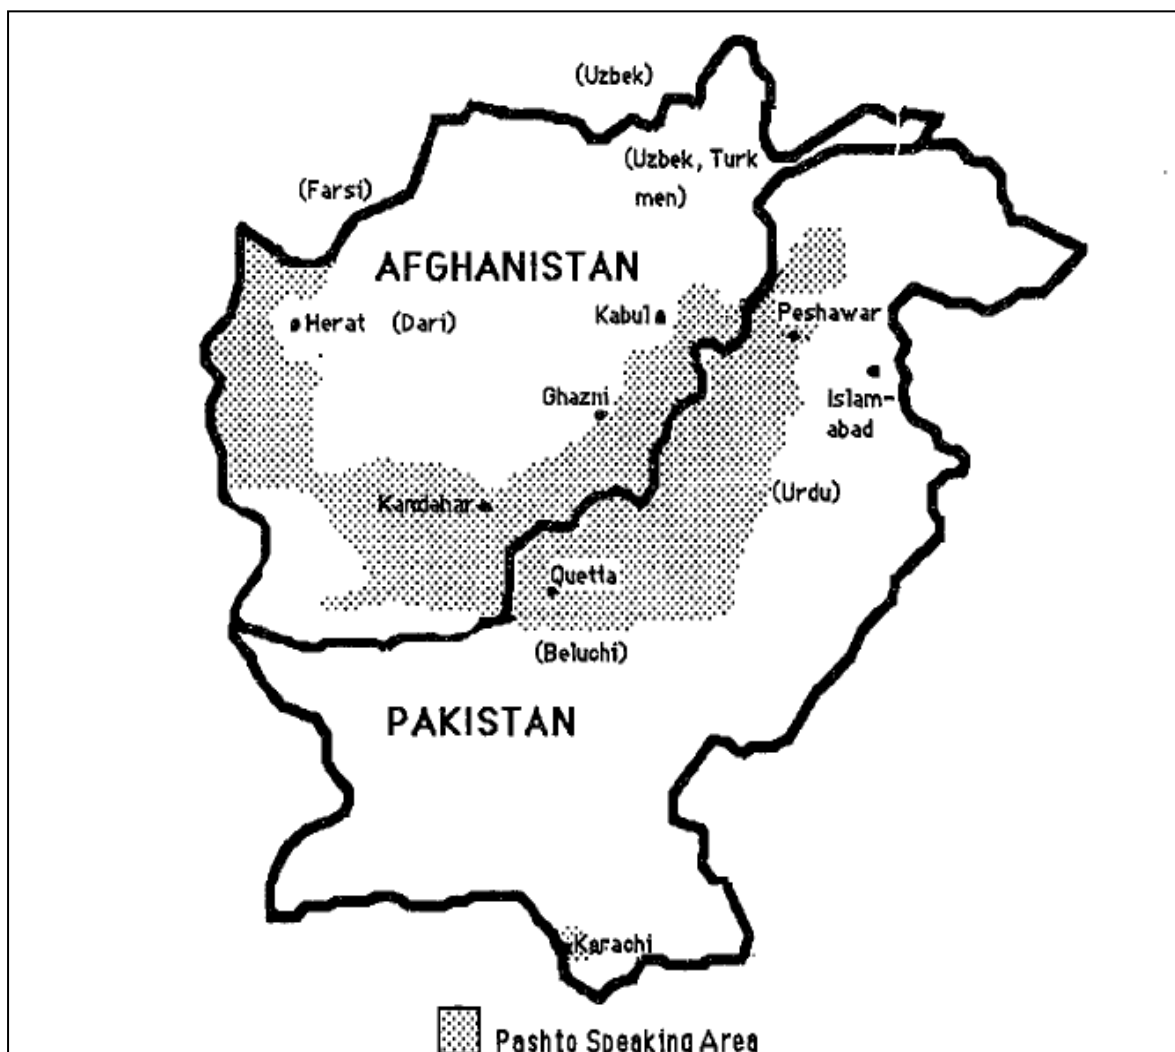 (Uzbek)
(Uzbek, Turk
men)
(Farsi)
AFGHANISTAN
Kabul
Peshawar
Herat (Dari)
Ghazni
Islam-
abad
Kandahar
(Urdu)
Quetta
(Beluchi)
PAKISTAN
Karachi
Pashto Speaking Area